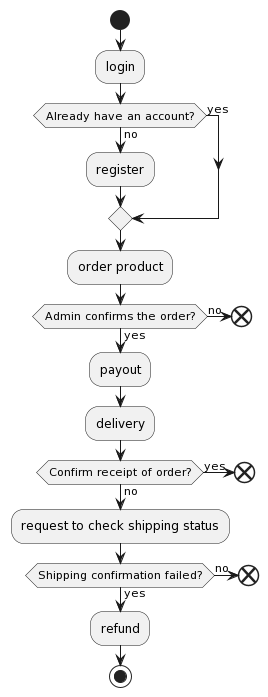 login
Already have an account?
yes
no
register
order product
Admin confirms the order?
no
yes
payout
delivery
Confirm receipt of order?
yes
no
request to check shipping status
Shipping confirmation failed?
no
yes
refund